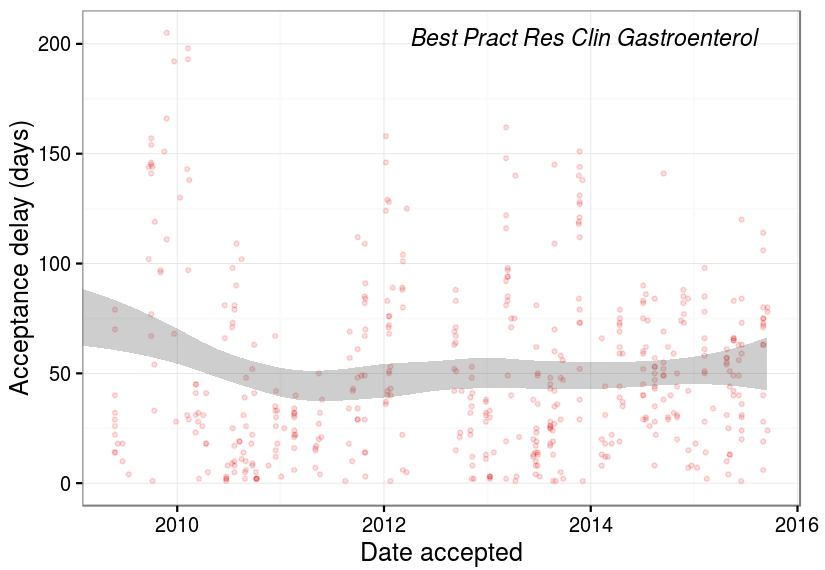 Best Pract Res Clin Gastroenterol
Acceptance delay (days)
200
150
100
50
0
2010 2012 2014 2016
Date accepted